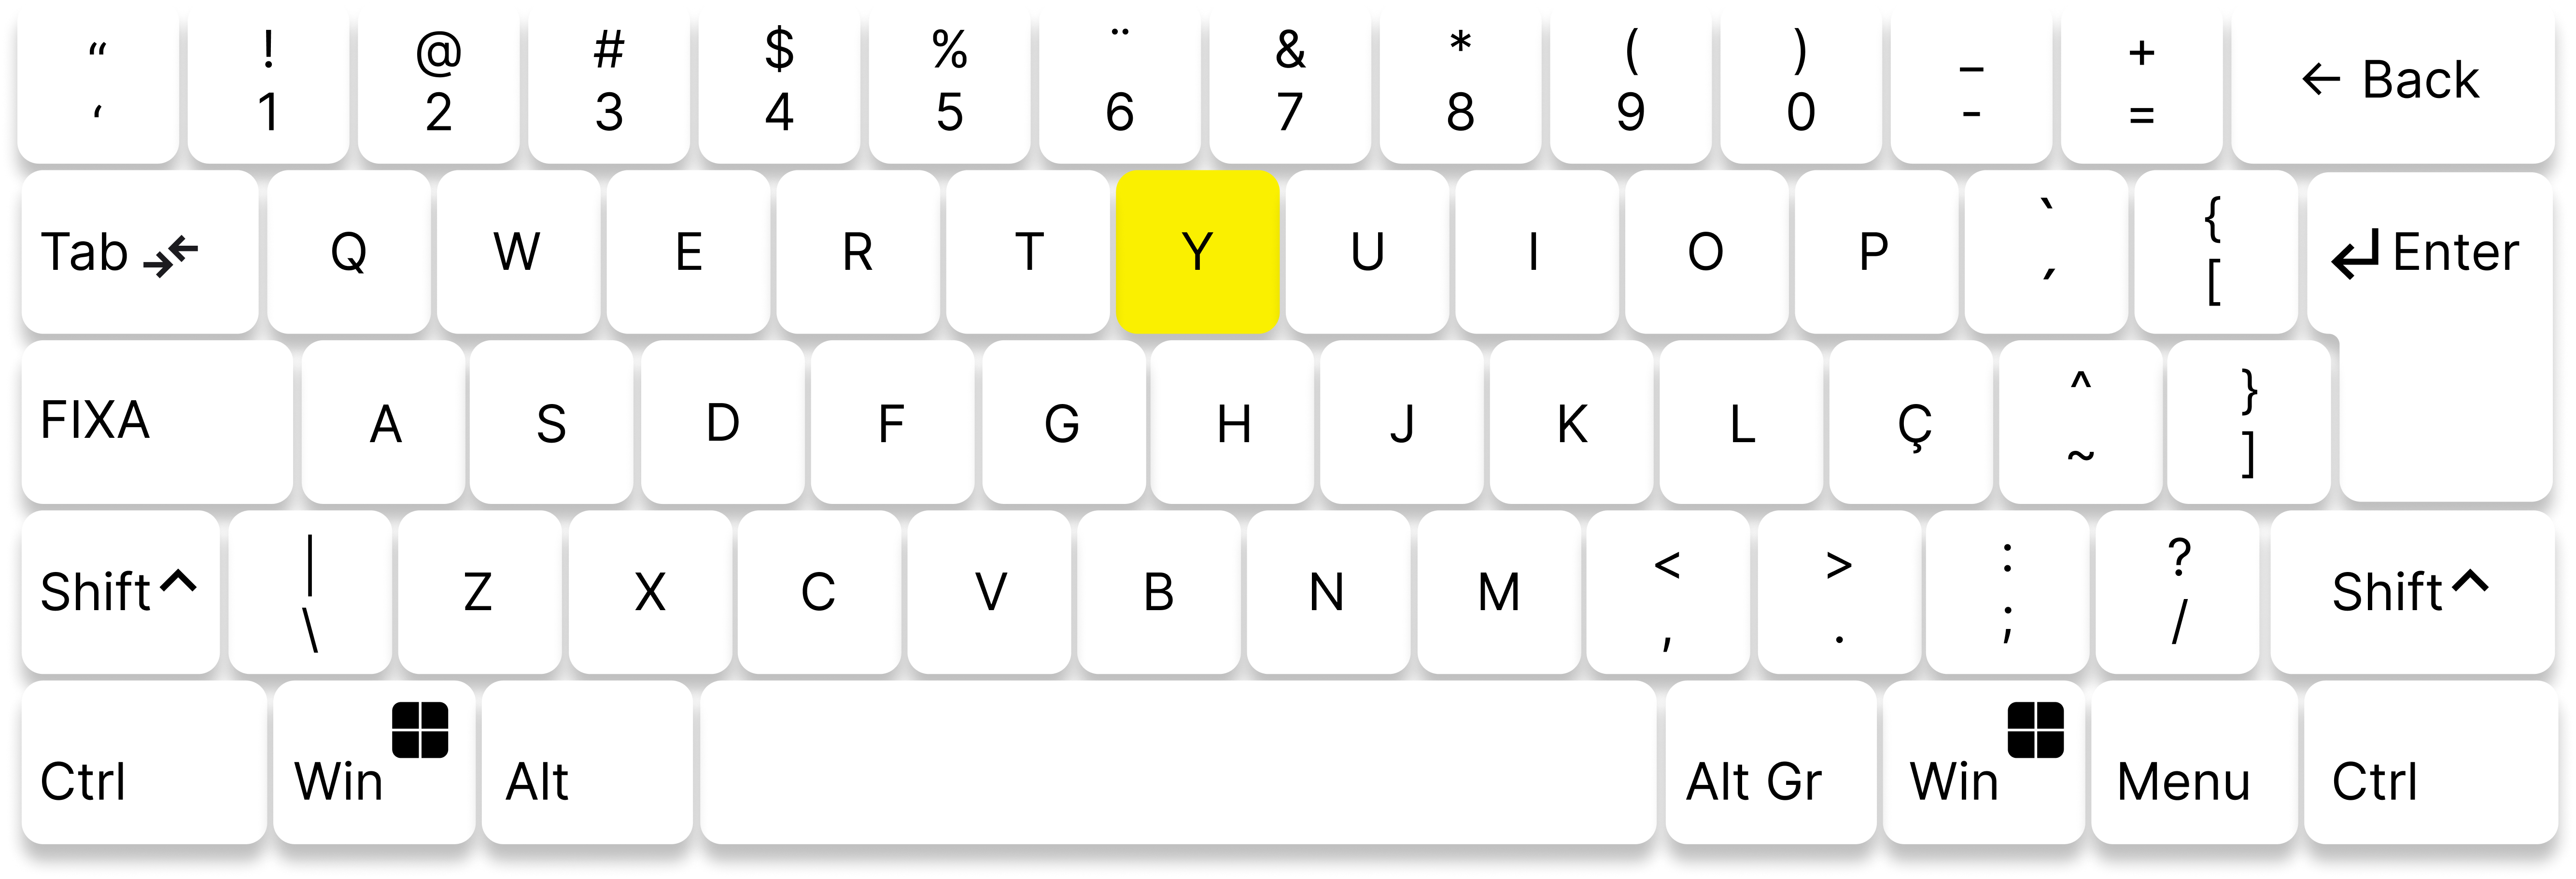 “ ! @ # $ % ¨ & * ( ) _ +
‘ 1 2 3 4 5 6 7 8 9 0 - = ← Back
Tab Q W E R T Y U I O P ` ´ { [ ↵ Enter
FIXA A S D F G H J K L Ç ^ ~ } ]
Shift ^ | \ Z X C V B N M < , > . : ; ? / Shift ^
Ctrl Win Alt Alt Gr Win Menu Ctrl